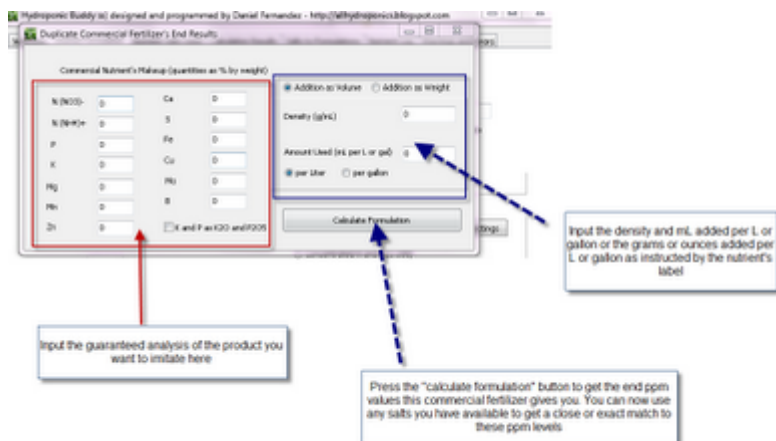 Hydroponic Buddy :o) designed and programmed by Daniel Fernandez - http://allhydroponics.blogspot.com
Duplicate Commercial Fertilizer's End Results
Commercial Nutrient's Makeup (quantities as % by weight)
N (NO3)- 0 Ca 0
N (NH4)+ 0 S 0
P 0 Fe 0
K 0 Cu 0
Mg 0 Mo 0
Mn 0 B 0
Zn 0 K and P as K2O and P2O5
Addition as Volume Addition as Weight
Density (g/mL) 0
Amount Used (mL per L or gal) 0
per Liter per gallon
Calculate Formulation
Input the density and mL added per L or
gallon or the grams or ounces added per
L or gallon as instructed by the nutrient's
label
Input the guaranteed analysis of the product you
want to imitate here
Press the "calculate formulation" button to get the end ppm
values this commercial fertilizer gives you. You can now use
any salts you have available to get a close or exact match to
these ppm levels